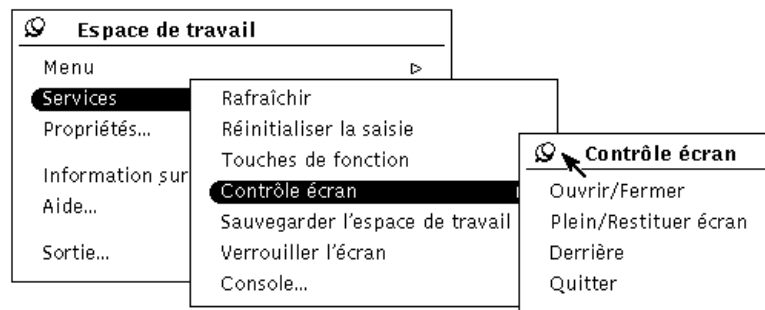 Espace de travail
Menu
Services
Propriétés...
Information sur
Aide...
Sortie...
Rafraîchir
Réinitialiser la saisie
Touches de fonction
Contrôle écran
Sauvegarder l'espace de travail
Verrouiller l'écran
Console...
Contrôle écran
Ouvrir/Fermer
Plein/Restituer écran
Derrière
Quitter